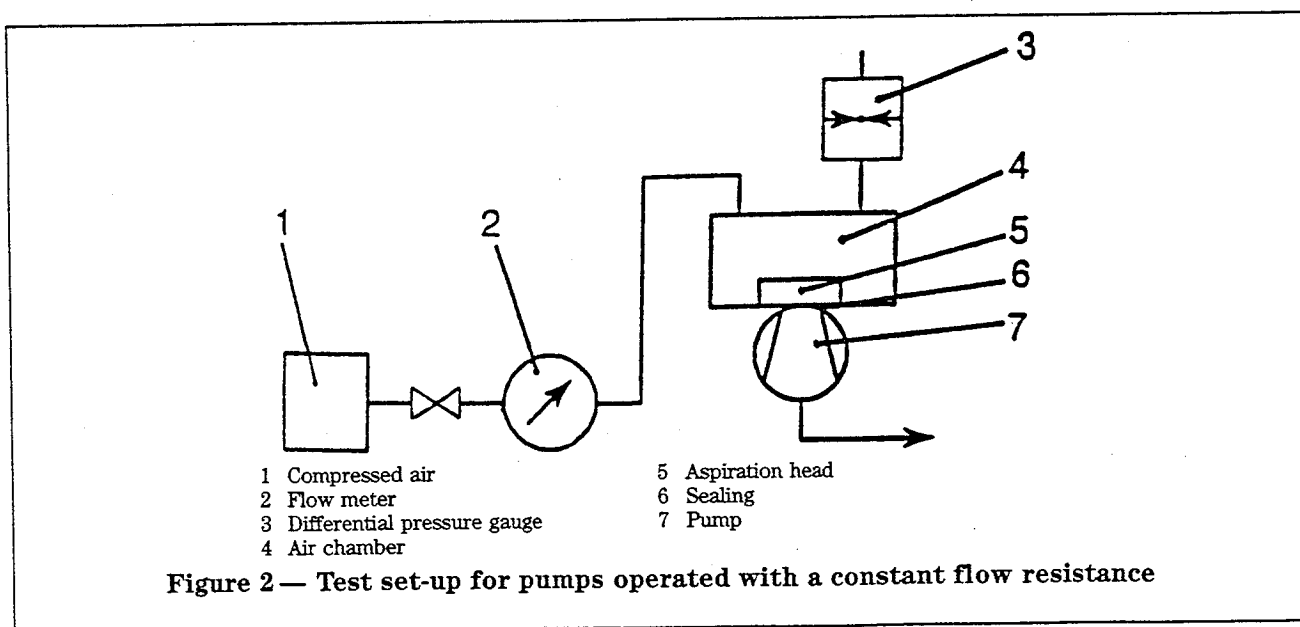 3
4
1
2
5
6
7
1 Compressed air
2 Flow meter
3 Differential pressure gauge
4 Air chamber
5 Aspiration head
6 Sealing
7 Pump
Figure 2 — Test set-up for pumps operated with a constant flow resistance